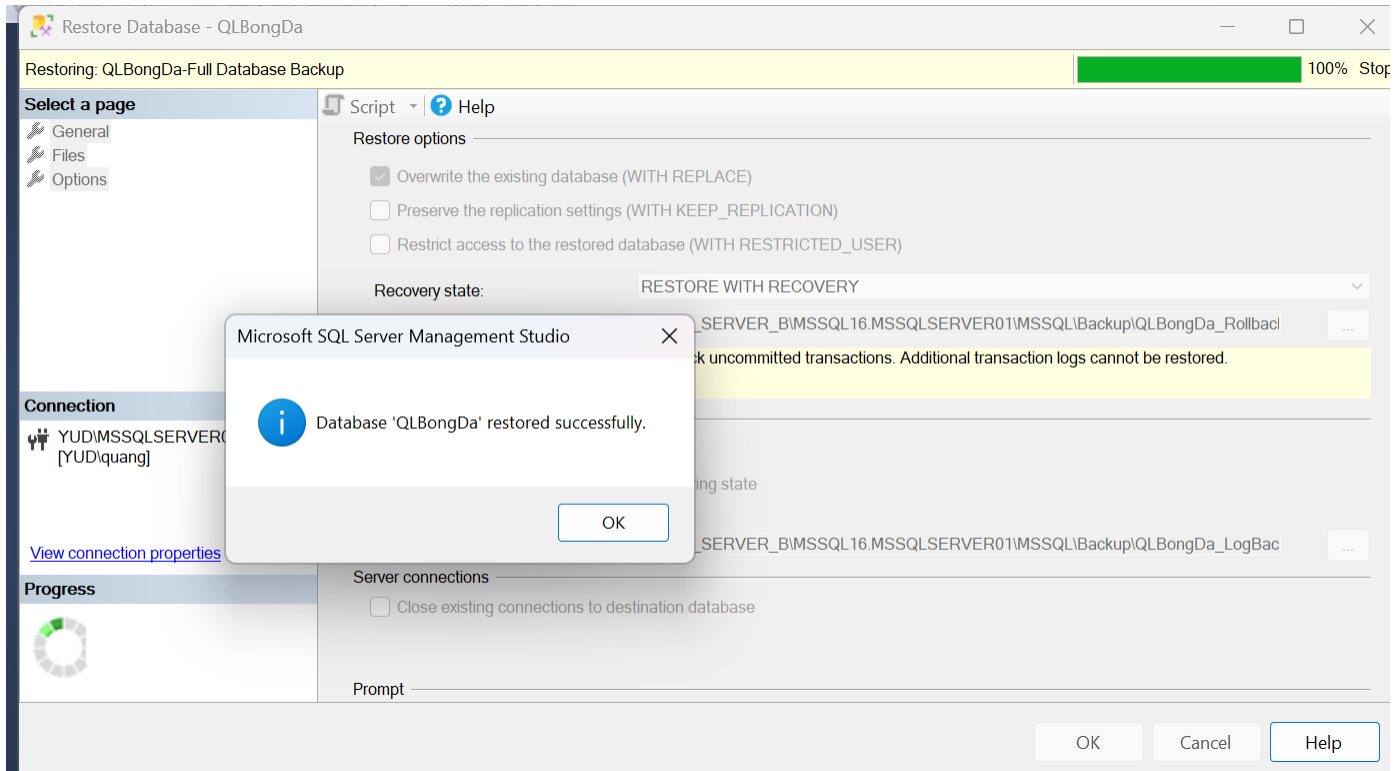 Restore Database - QLBongDa
Restoring: QLBongDa-Full Database Backup
100% Stop
Select a page
General
Files
Options
Script
Help
Restore options
Overwrite the existing database (WITH REPLACE)
Preserve the replication settings (WITH KEEP_REPLICATION)
Restrict access to the restored database (WITH RESTRICTED_USER)
Recovery state:
RESTORE WITH RECOVERY
_SERVER_B\MSSQL16.MSSQLSERVER01\MSSQL\Backup\QLBongDa_Rollbac
...
uncommitted transactions. Additional transaction logs cannot be restored.
Microsoft SQL Server Management Studio
Database 'QLBongDa' restored successfully.
OK
Connection
YUD\MSSQLSERVER
[YUD\quang]
View connection properties
state
_SERVER_B\MSSQL16.MSSQLSERVER01\MSSQL\Backup\QLBongDa_LogBac
...
Server connections
Close existing connections to destination database
Progress
Prompt
OK
Cancel
Help